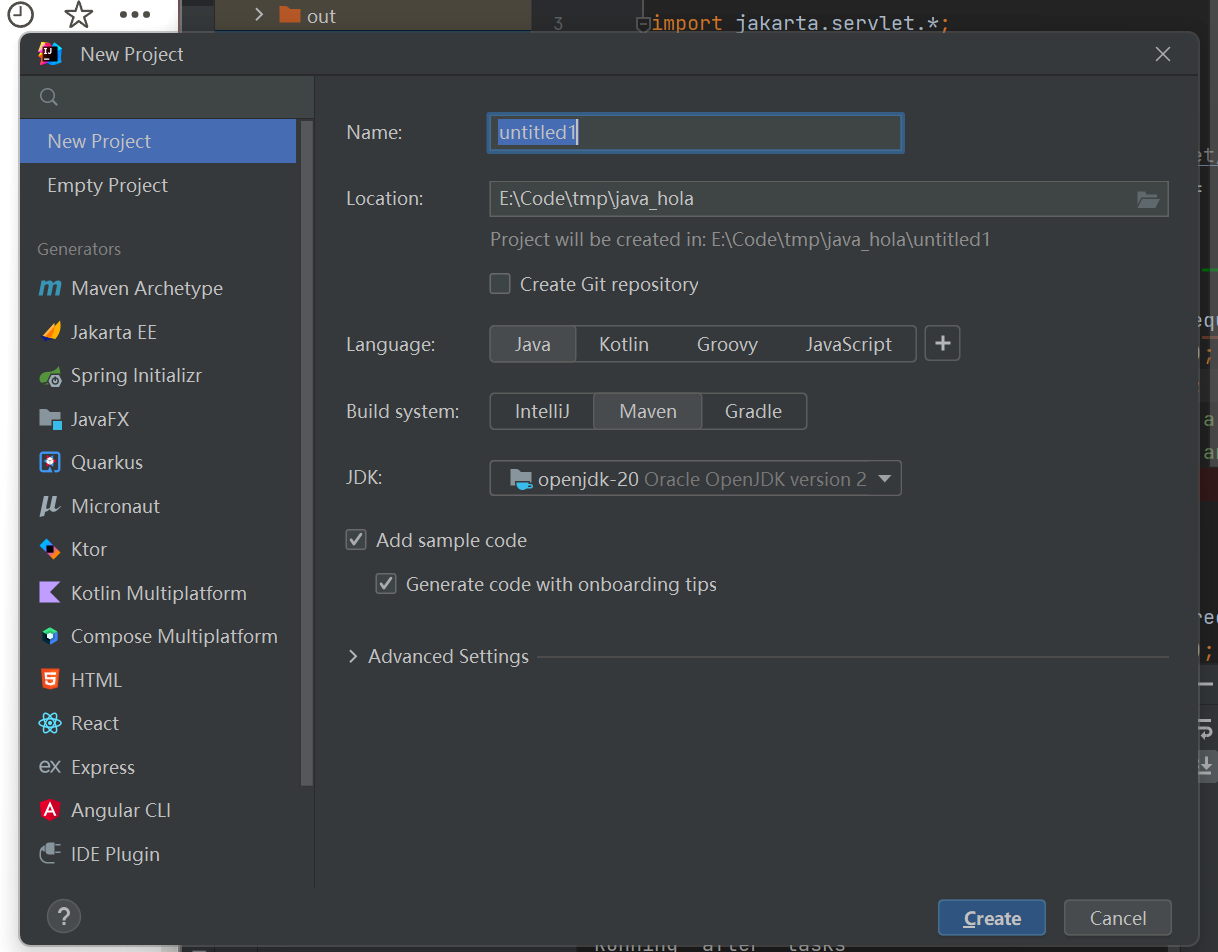 out
3 import jakarta.servlet.*;
New Project
New Project
Empty Project
Generators
Maven Archetype
Jakarta EE
Spring Initializr
JavaFX
Quarkus
Micronaut
Ktor
Kotlin Multiplatform
Compose Multiplatform
HTML
React
Express
Angular CLI
IDE Plugin
Name: untitled1
Location: E:\Code\tmp\java_hola
Project will be created in: E:\Code\tmp\java_hola\untitled1
Create Git repository
Language: Java Kotlin Groovy JavaScript +
Build system: IntelliJ Maven Gradle
JDK: openjdk-20 Oracle OpenJDK version 2
Add sample code
Generate code with onboarding tips
Advanced Settings
? Create Cancel